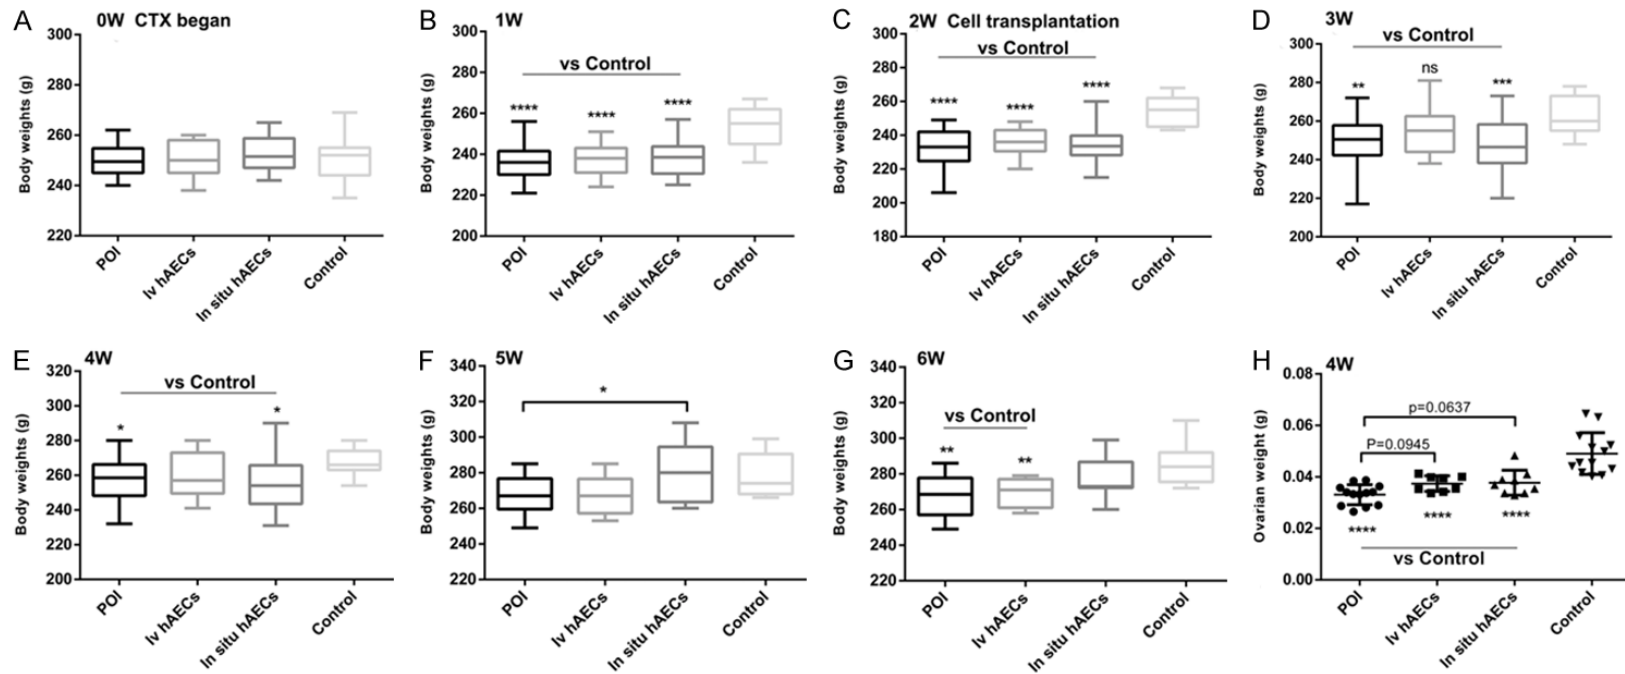 A
0W CTX began
Body weights (g)
300
280
260
240
220
POI
Iv hAECs
In situ hAECs
Control
B
1W
vs Control
Body weights (g)
300
280
260
240
220
200
****
****
****
POI
Iv hAECs
In situ hAECs
Control
C
2W Cell transplantation
vs Control
Body weights (g)
300
280
260
240
220
200
180
****
****
****
POI
Iv hAECs
In situ hAECs
Control
D
3W
vs Control
Body weights (g)
300
280
260
240
220
200
**
ns
***
POI
Iv hAECs
In situ hAECs
Control
E
4W
vs Control
Body weights (g)
320
300
280
260
240
220
200
*
*
POI
Iv hAECs
In situ hAECs
Control
F
5W
Body weights (g)
340
320
300
280
260
240
220
*
POI
Iv hAECs
In situ hAECs
Control
G
6W
vs Control
Body weights (g)
340
320
300
280
260
240
220
**
**
POI
Iv hAECs
In situ hAECs
Control
H
4W
Ovarian weight (g)
0.08
0.06
0.04
0.02
0.00
p=0.0637
P=0.0945
****
****
****
vs Control
POI
Iv hAECs
In situ hAECs
Control